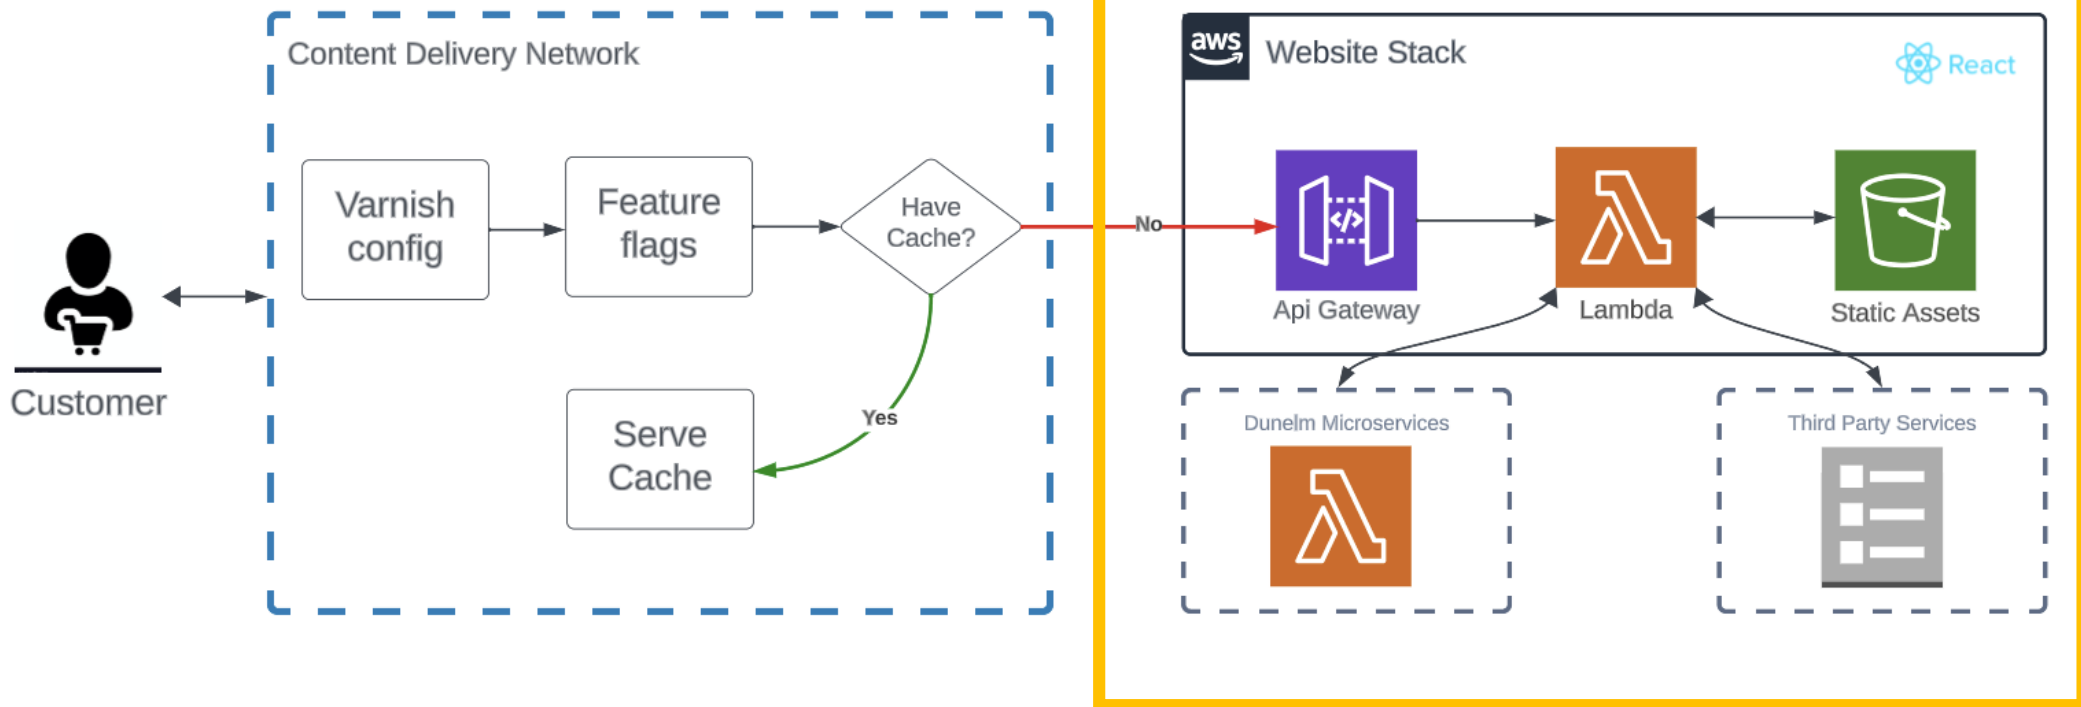 Content Delivery Network
Varnish
config
Feature
flags
Have
Cache?
No
Yes
Serve
Cache
Customer
aws
Website Stack
React
Api Gateway
Lambda
Static Assets
Dunelm Microservices
Third Party Services